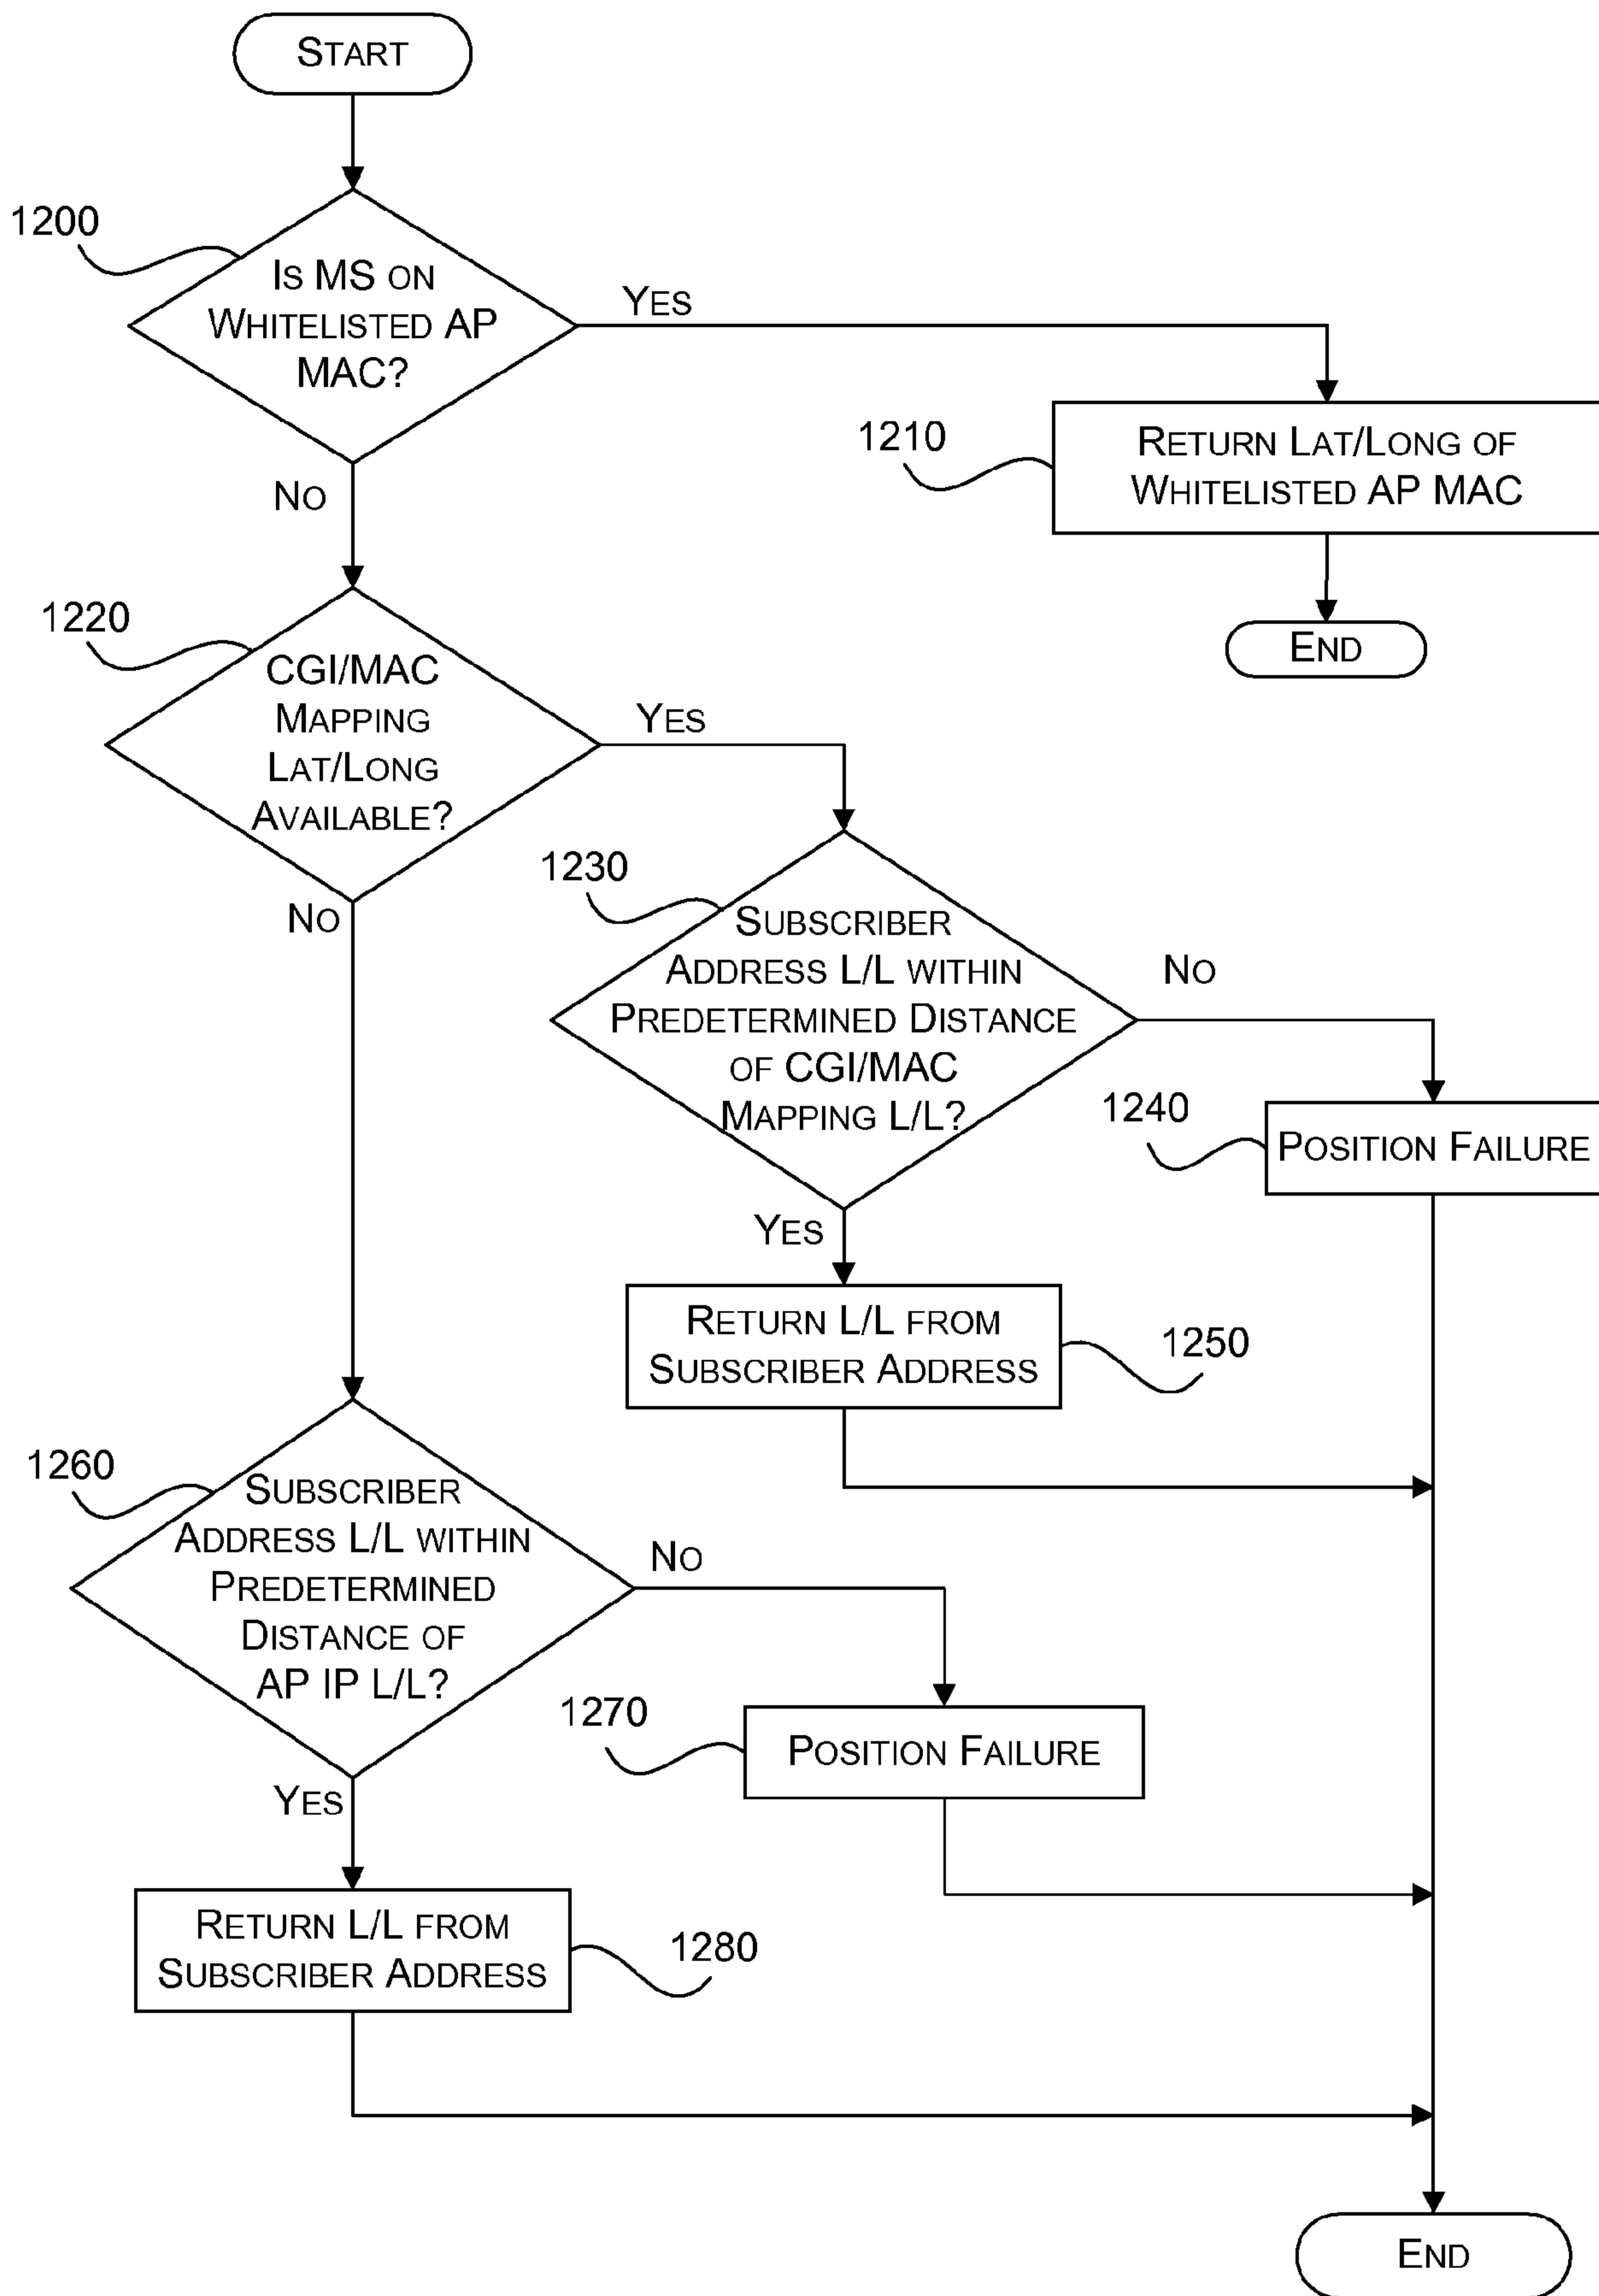 START
1200
IS MS ON
WHITELISTED AP
MAC?
YES
NO
1210
RETURN LAT/LONG OF
WHITELISTED AP MAC
END
1220
CGI/MAC
MAPPING
LAT/LONG
AVAILABLE?
YES
NO
1230
SUBSCRIBER
ADDRESS L/L WITHIN
PREDETERMINED DISTANCE
OF CGI/MAC
MAPPING L/L?
NO
YES
1240
POSITION FAILURE
RETURN L/L FROM
SUBSCRIBER ADDRESS
1250
1260
SUBSCRIBER
ADDRESS L/L WITHIN
PREDETERMINED
DISTANCE OF
AP IP L/L?
NO
YES
1270
POSITION FAILURE
RETURN L/L FROM
SUBSCRIBER ADDRESS
1280
END